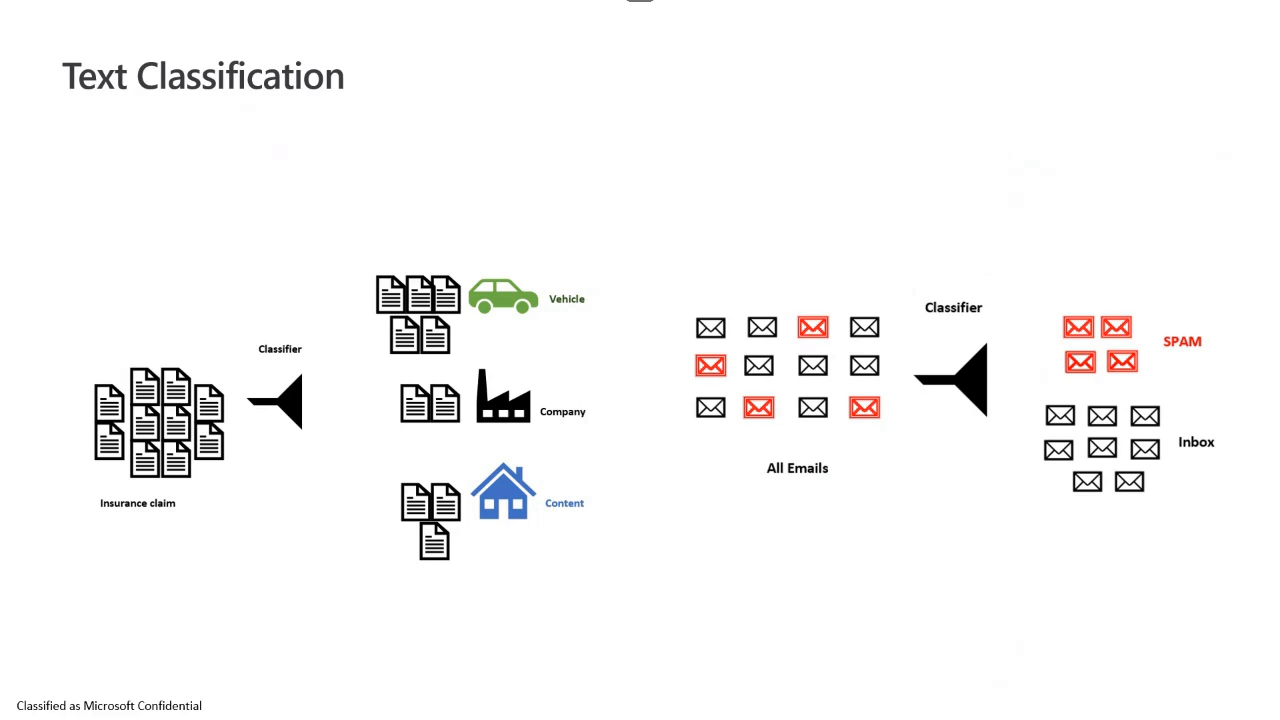 Text Classification
Classifier
Insurance claim
Vehicle
Company
Content
All Emails
Classifier
SPAM
Inbox
Classified as Microsoft Confidential